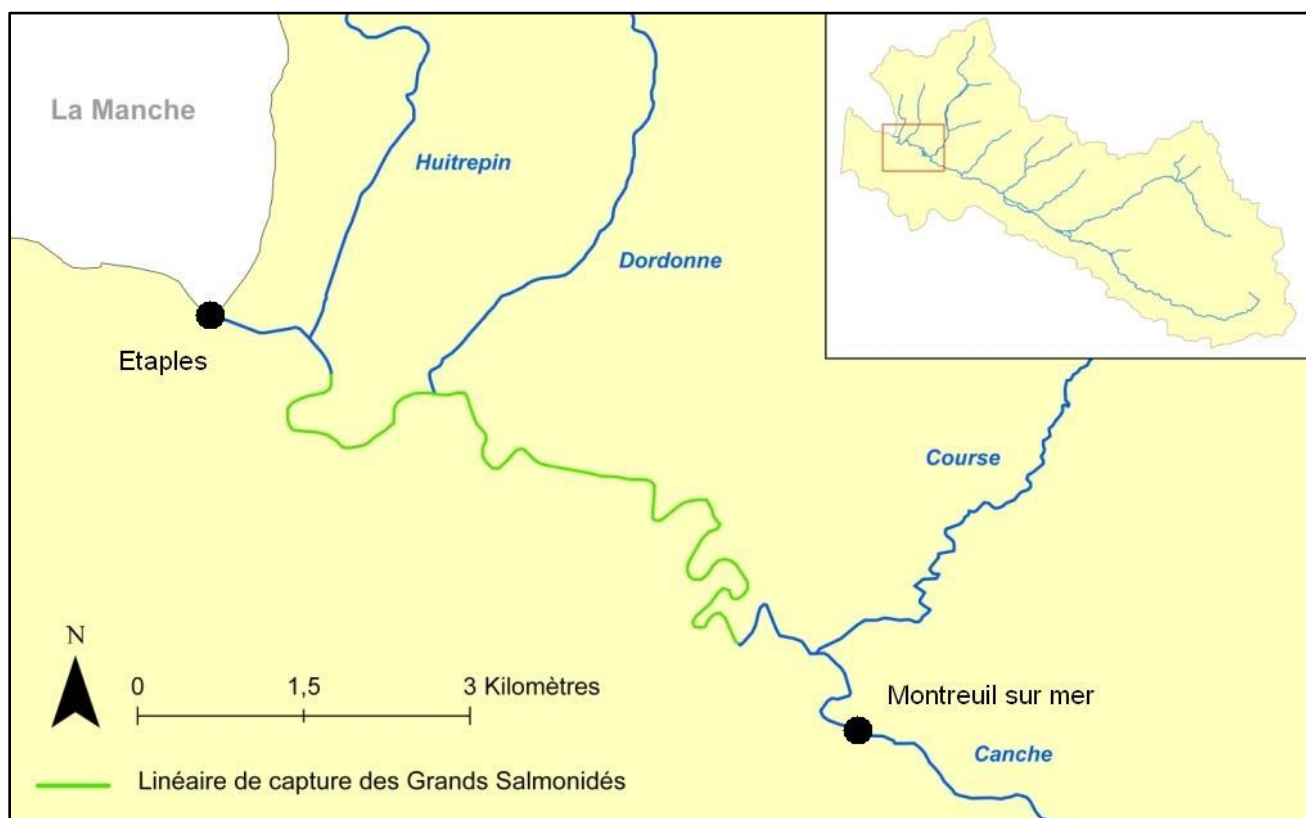 La Manche
Huitrepin
Dordonne
Etaples
Course
N
0 1,5 3 Kilomètres
Montreuil sur mer
Canche
Linéaire de capture des Grands Salmonidés